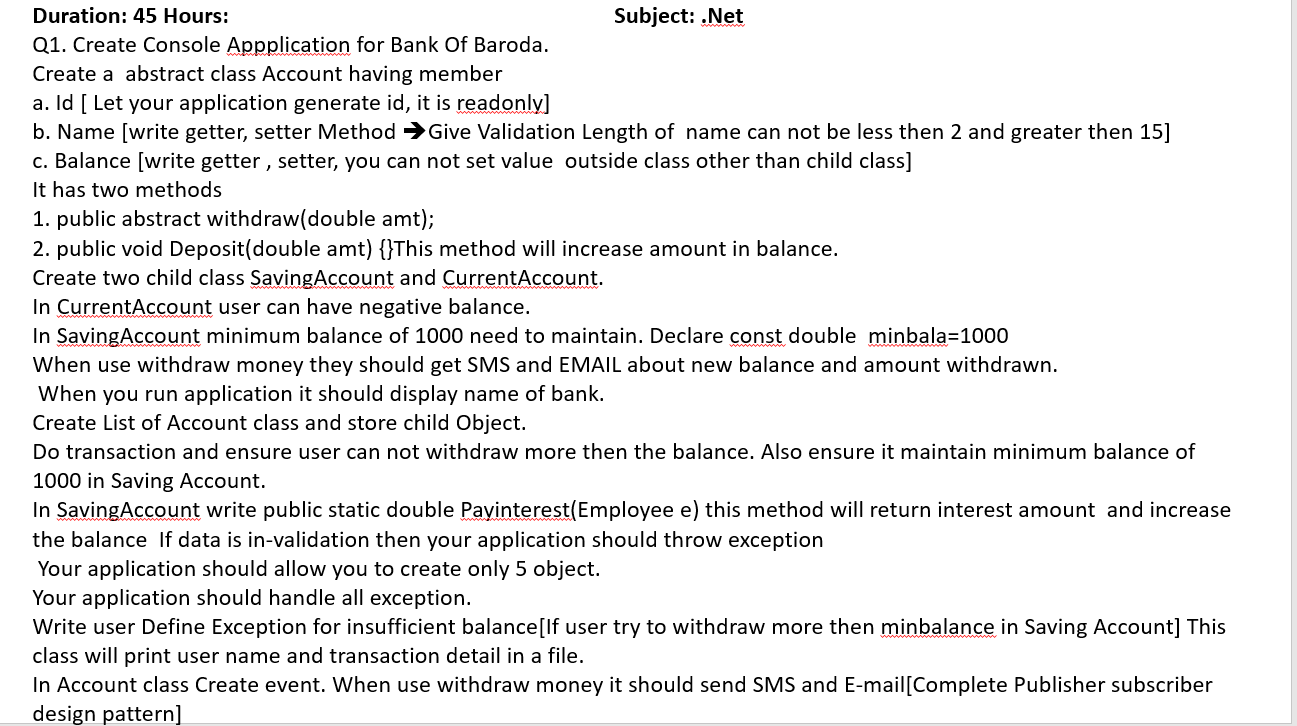 Duration: 45 Hours: Subject: .Net
Q1. Create Console Appplication for Bank Of Baroda.
Create a  abstract class Account having member
a. Id [ Let your application generate id, it is readonly]
b. Name [write getter, setter Method ➔Give Validation Length of  name can not be less then 2 and greater then 15]
c. Balance [write getter , setter, you can not set value  outside class other than child class]
It has two methods
1. public abstract withdraw(double amt);
2. public void Deposit(double amt) {}This method will increase amount in balance.
Create two child class SavingAccount and CurrentAccount.
In CurrentAccount user can have negative balance.
In SavingAccount minimum balance of 1000 need to maintain. Declare const double  minbala=1000
When use withdraw money they should get SMS and EMAIL about new balance and amount withdrawn.
When you run application it should display name of bank.
Create List of Account class and store child Object.
Do transaction and ensure user can not withdraw more then the balance. Also ensure it maintain minimum balance of
1000 in Saving Account.
In SavingAccount write public static double Payinterest(Employee e) this method will return interest amount  and increase
the balance  If data is in-validation then your application should throw exception
Your application should allow you to create only 5 object.
Your application should handle all exception.
Write user Define Exception for insufficient balance[If user try to withdraw more then minbalance in Saving Account] This
class will print user name and transaction detail in a file.
In Account class Create event. When use withdraw money it should send SMS and E-mail[Complete Publisher subscriber
design pattern]